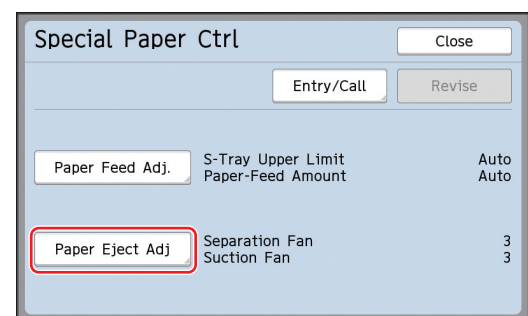 Special Paper Ctrl Close
Entry/Call Revise
Paper Feed Adj. S-Tray Upper Limit Auto
Paper-Feed Amount Auto
Paper Eject Adj Separation Fan 3
Suction Fan 3